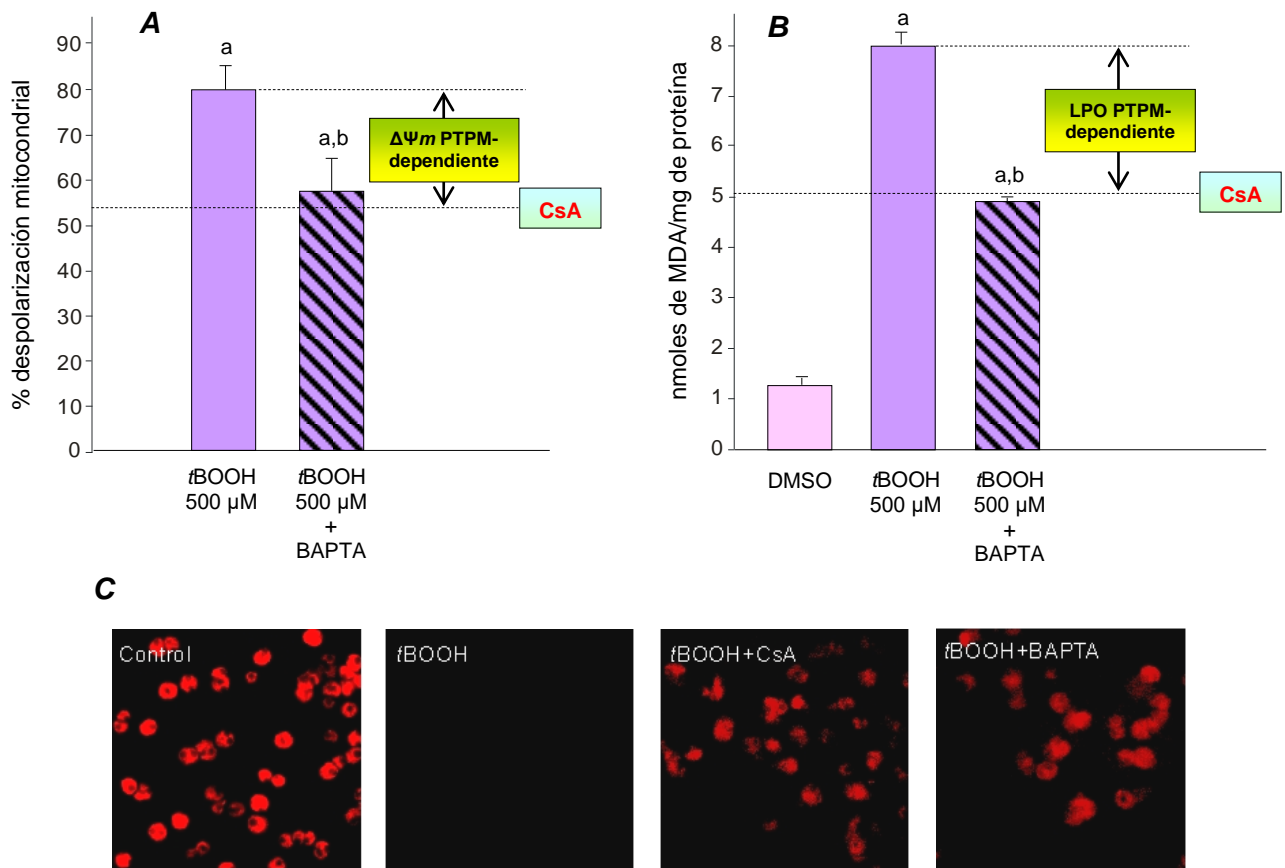 A
% despolarización mitocondrial
90
80
70
60
50
40
30
20
10
0
a
a,b
ΔΨm PTPM-
dependiente
CsA
tBOOH
500 µM
tBOOH
500 µM
+
BAPTA
B
nmoles de MDA/mg de proteína
8
7
6
5
4
3
2
1
0
a
a,b
LPO PTPM-
dependiente
CsA
DMSO
tBOOH
500 µM
tBOOH
500 µM
+
BAPTA
C
Control
tBOOH
tBOOH+CsA
tBOOH+BAPTA